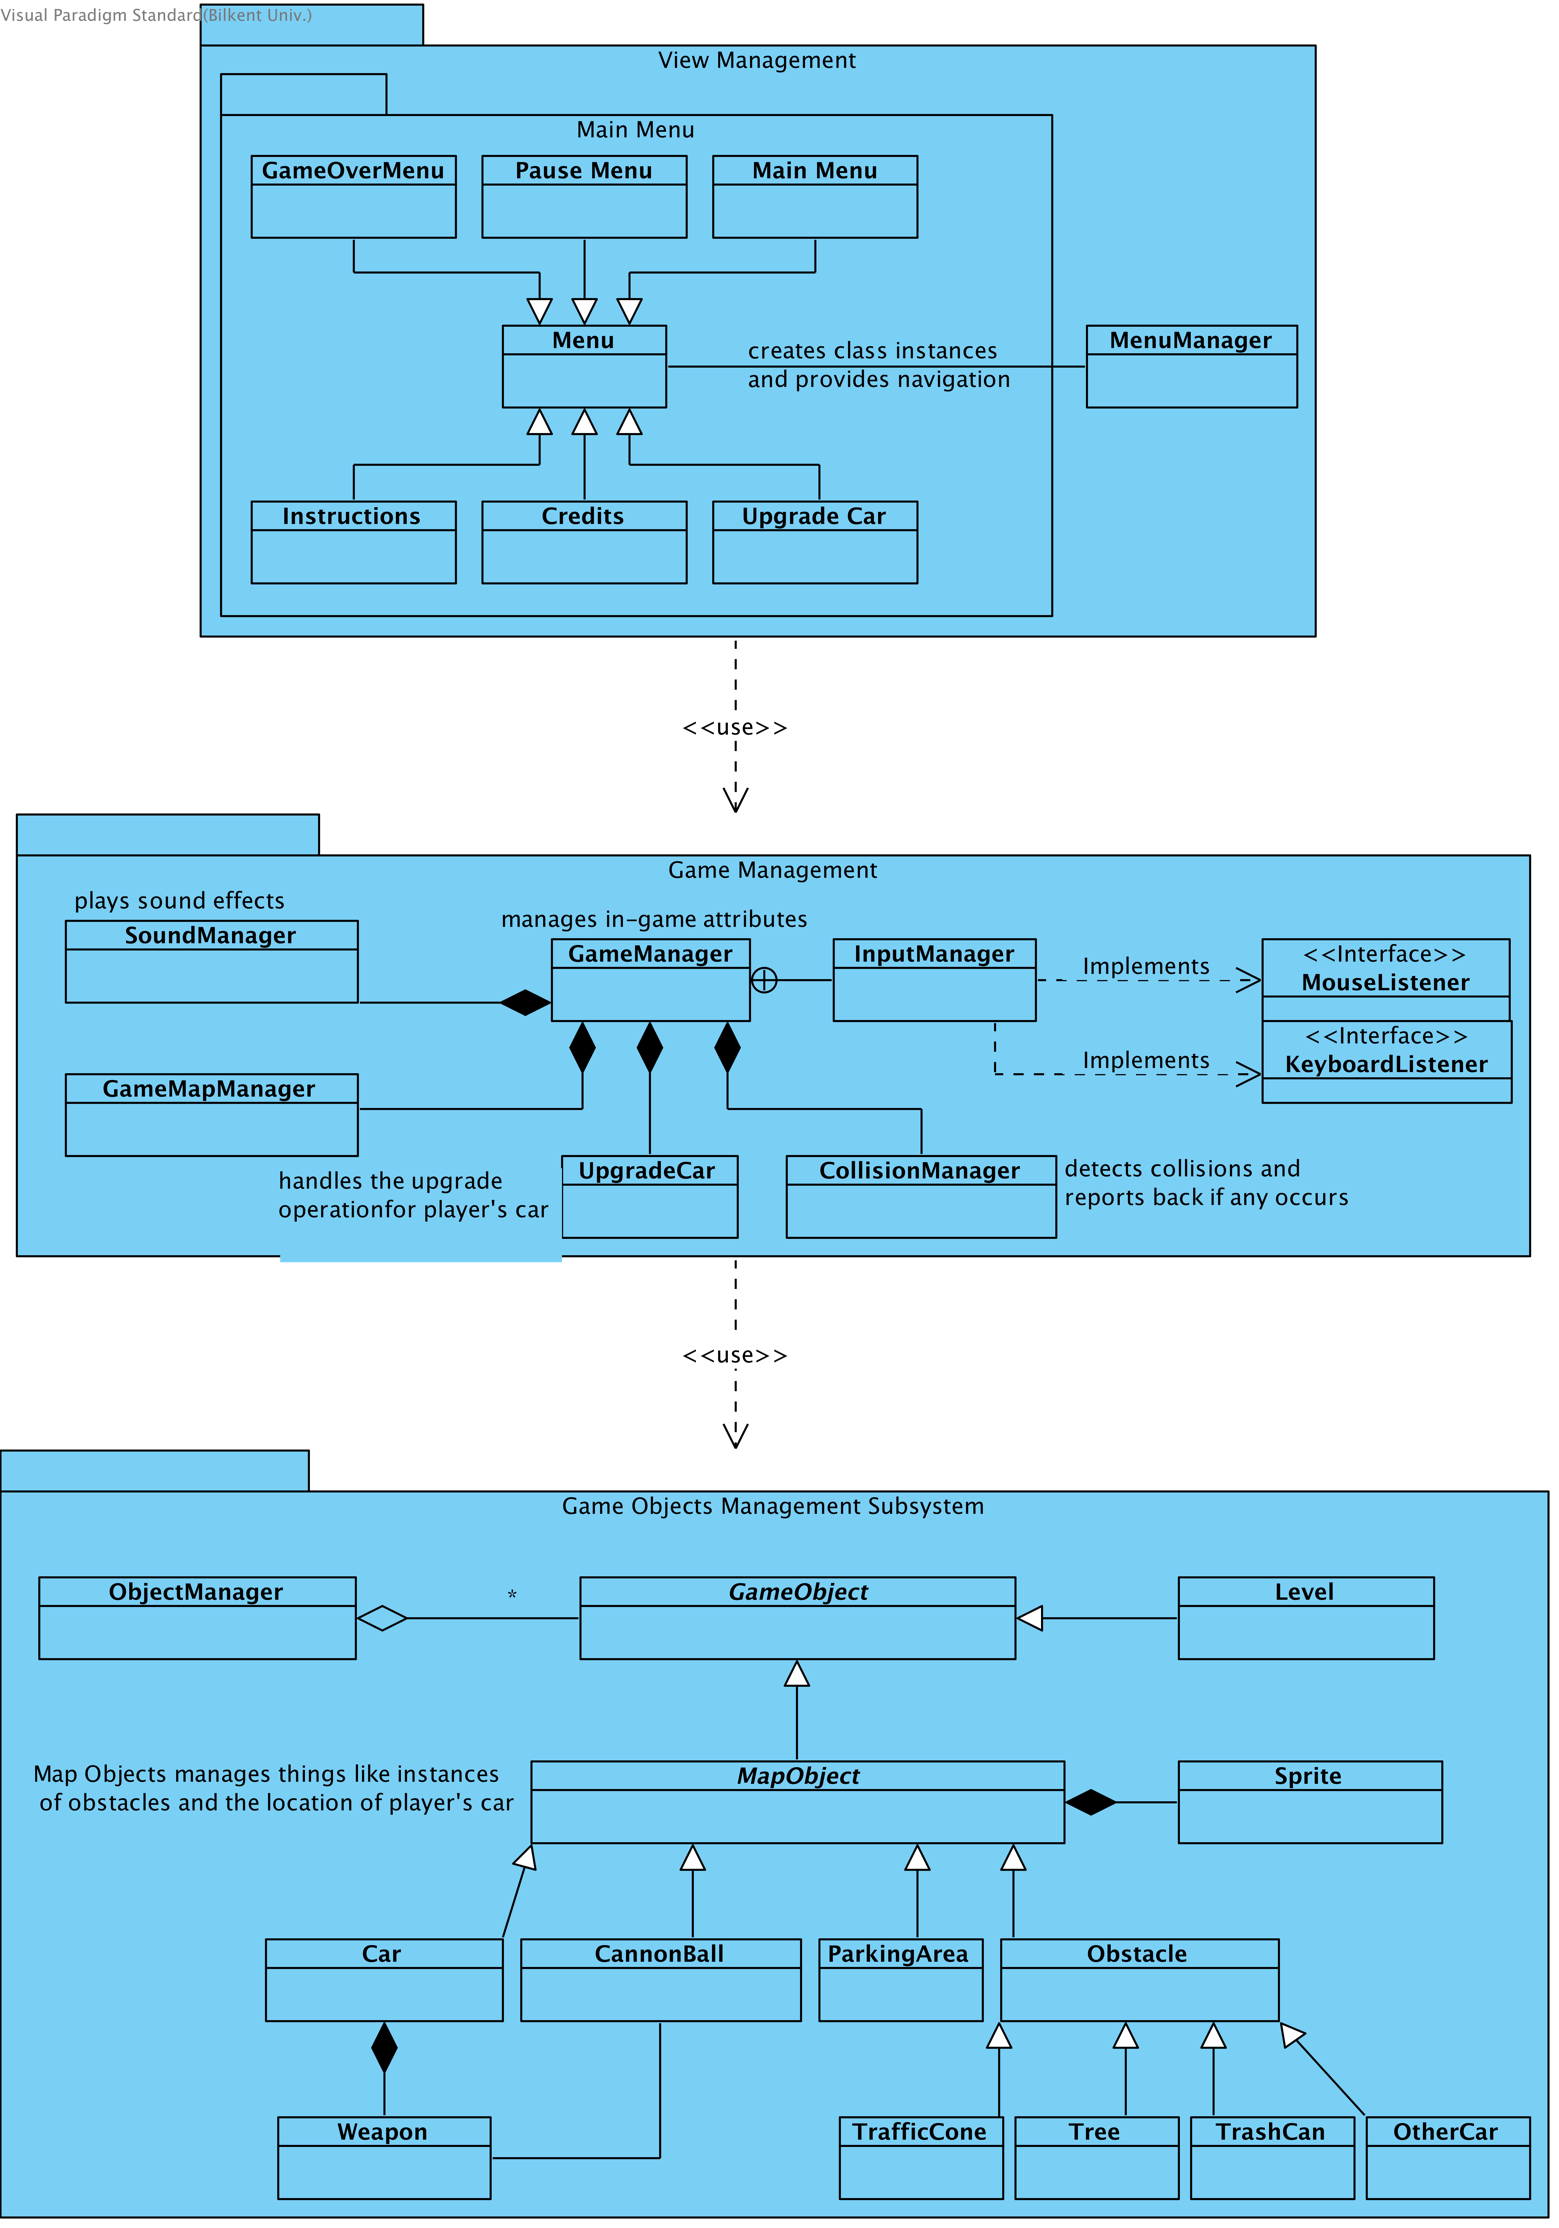 Visual Paradigm Standard(Bilkent Univ.)
View Management
Main Menu
GameOverMenu
Pause Menu
Main Menu
Menu
creates class instances
and provides navigation
MenuManager
Instructions
Credits
Upgrade Car
<<use>>
Game Management
plays sound effects
SoundManager
manages in-game attributes
GameManager
InputManager
Implements
<<Interface>>
MouseListener
<<Interface>>
KeyboardListener
Implements
GameMapManager
handles the upgrade
operationfor player's car
UpgradeCar
CollisionManager
detects collisions and
reports back if any occurs
<<use>>
Game Objects Management Subsystem
ObjectManager
*
GameObject
Level
Map Objects manages things like instances
of obstacles and the location of player's car
MapObject
Sprite
Car
CannonBall
ParkingArea
Obstacle
Weapon
TrafficCone
Tree
TrashCan
OtherCar